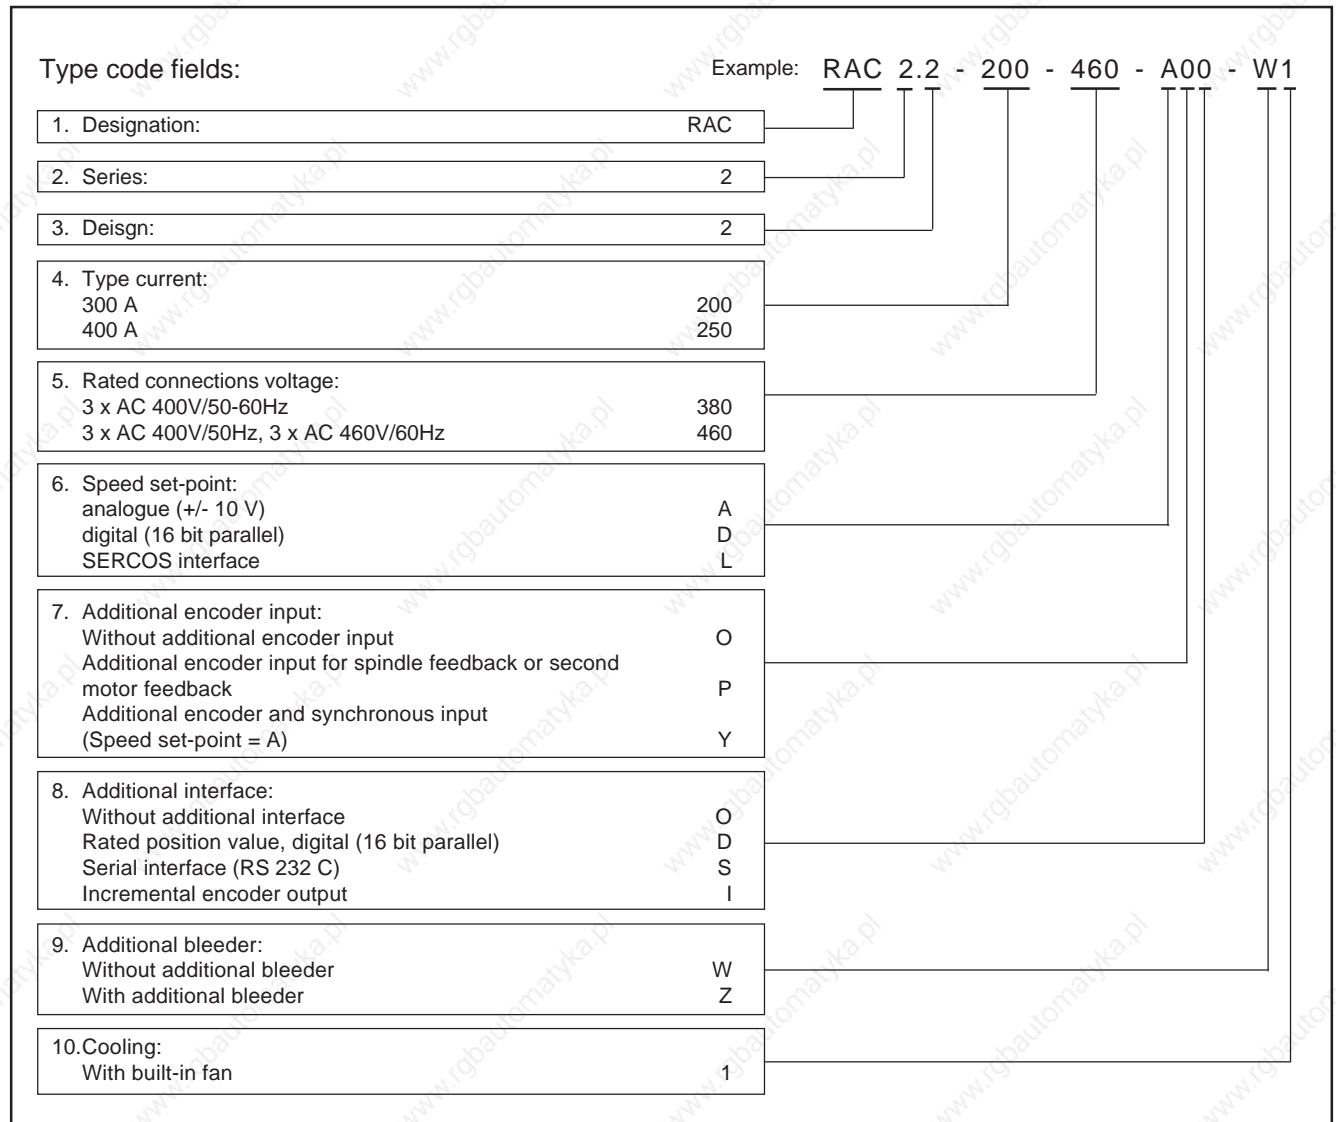 Type code fields:
Example: RAC 2.2 - 200 - 460 - A00 - W1
1. Designation: RAC
2. Series: 2
3. Deisgn: 2
4. Type current:
300 A 200
400 A 250
5. Rated connections voltage:
3 x AC 400V/50-60Hz 380
3 x AC 400V/50Hz, 3 x AC 460V/60Hz 460
6. Speed set-point:
analogue (+/- 10 V) A
digital (16 bit parallel) D
SERCOS interface L
7. Additional encoder input:
Without additional encoder input O
Additional encoder input for spindle feedback or second
motor feedback P
Additional encoder and synchronous input
(Speed set-point = A) Y
8. Additional interface:
Without additional interface O
Rated position value, digital (16 bit parallel) D
Serial interface (RS 232 C) S
Incremental encoder output I
9. Additional bleeder:
Without additional bleeder W
With additional bleeder Z
10.Cooling:
With built-in fan 1
www.rgbautomatyka.pl